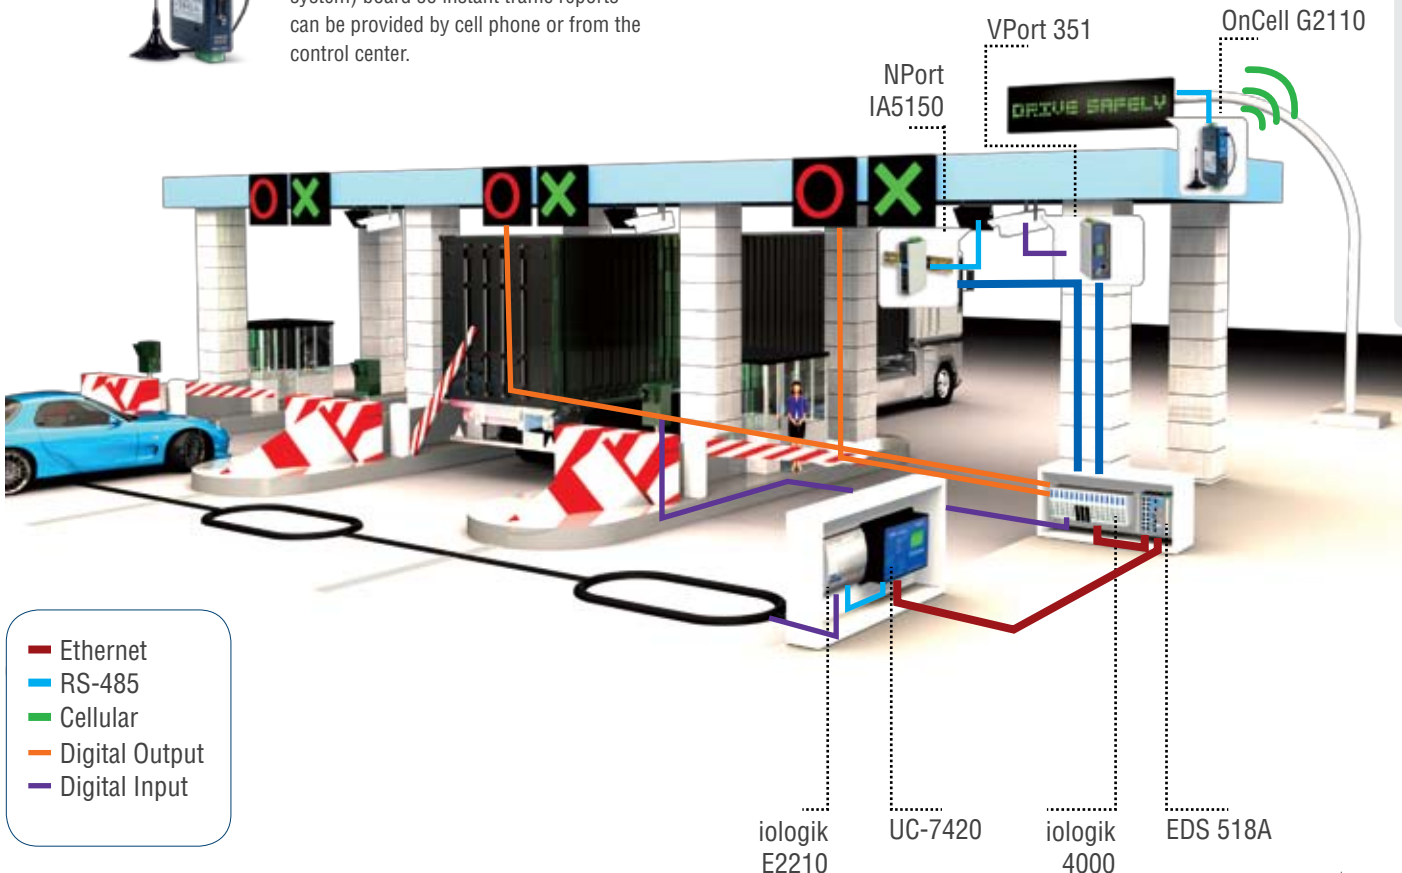 can be provided by cell phone or from the
control center.
VPort 351
OnCell G2110
NPort
IA5150
DRIVE SAFELY
Ethernet
RS-485
Cellular
Digital Output
Digital Input
iologik
E2210
UC-7420
iologik
4000
EDS 518A